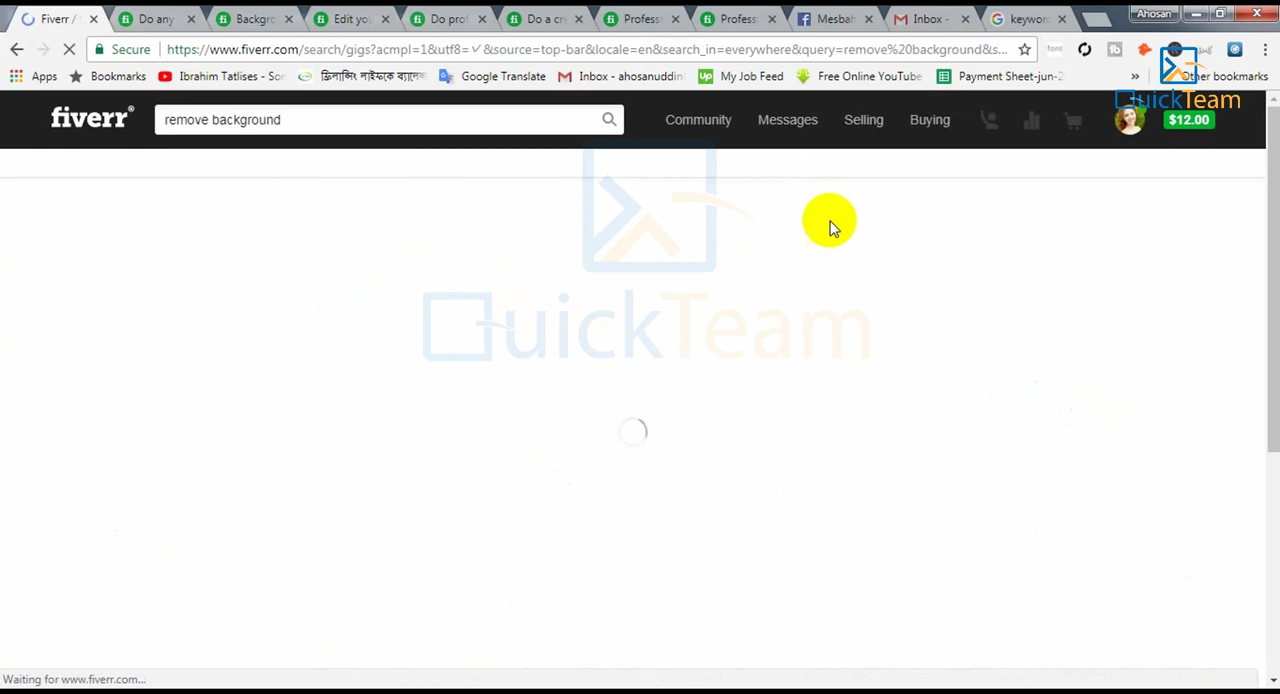 Fiverr /
Do any
Backgro
Edit you
Do prof
Do a cr
Profess
Profess
Mesbah
Inbox -
keywor
Ahosan
Secure
https://www.fiverr.com/search/gigs?acmpl=1&utf8=✓&source=top-bar&locale=en&search_in=everywhere&query=remove%20background&s...
Apps
Bookmarks
Ibrahim Tatlises - Sor
ফ্রিল্যান্সিং লাইফকে ব্যালেন্স
Google Translate
Inbox - ahosanuddin
up
My Job Feed
Free Online YouTube
Payment Sheet-jun-2
»
Other bookmarks
QuickTeam
fiverr®
remove background
Community
Messages
Selling
Buying
$12.00
QuickTeam
Waiting for www.fiverr.com...